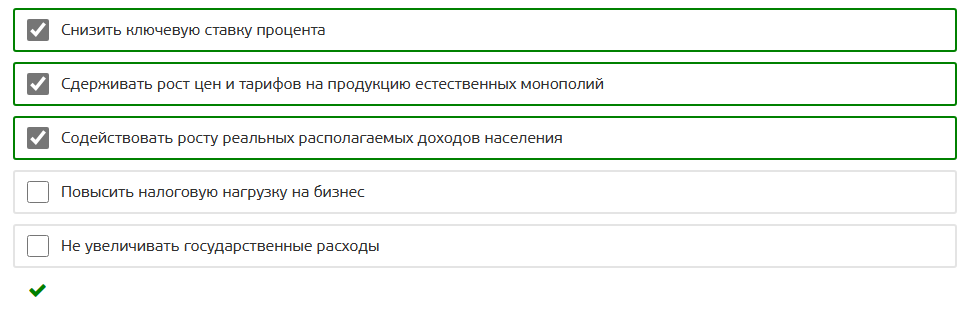 Снизить ключевую ставку процента
Сдерживать рост цен и тарифов на продукцию естественных монополий
Содействовать росту реальных располагаемых доходов населения
Повысить налоговую нагрузку на бизнес
Не увеличивать государственные расходы